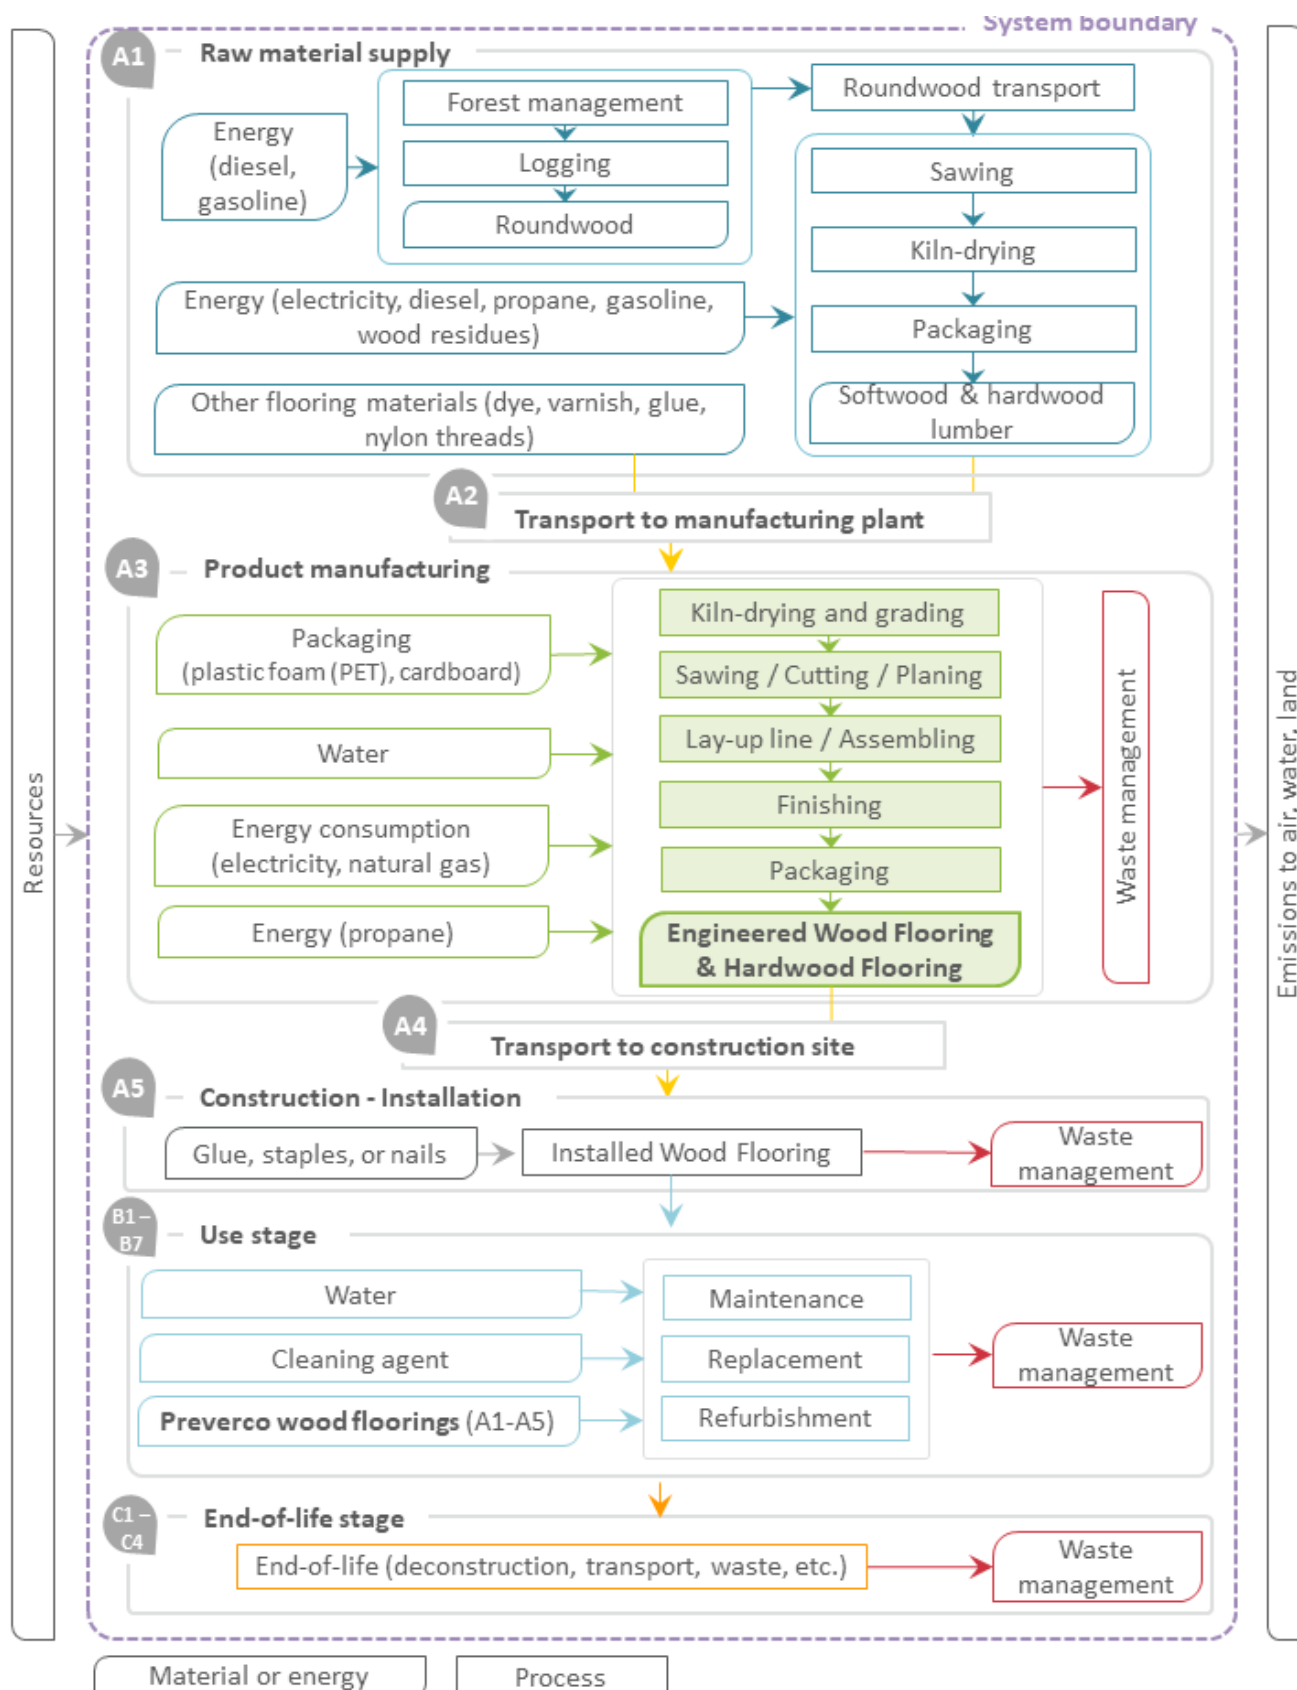 System boundary
A1
Raw material supply
Forest management
Roundwood transport
Energy
(diesel,
gasoline)
Logging
Sawing
Roundwood
Kiln-drying
Energy (electricity, diesel, propane, gasoline,
wood residues)
Packaging
Other flooring materials (dye, varnish, glue,
nylon threads)
Softwood & hardwood
lumber
A2
Transport to manufacturing plant
A3
Product manufacturing
Kiln-drying and grading
Packaging
(plastic foam (PET), cardboard)
Sawing / Cutting / Planing
Water
Lay-up line / Assembling
Energy consumption
(electricity, natural gas)
Finishing
Packaging
Energy (propane)
Engineered Wood Flooring
& Hardwood Flooring
Waste management
A4
Transport to construction site
A5
Construction - Installation
Glue, staples, or nails
Installed Wood Flooring
Waste
management
B1 –
B7
Use stage
Water
Maintenance
Cleaning agent
Replacement
Waste
management
Preverco wood floorings (A1-A5)
Refurbishment
C1 –
C4
End-of-life stage
End-of-life (deconstruction, transport, waste, etc.)
Waste
management
Resources
Emissions to air, water, land
Material or energy
Process